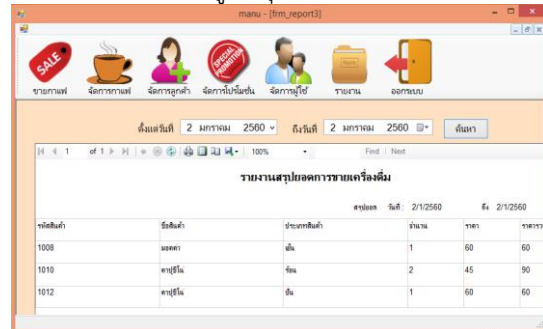 manu - [frm_report3]
SALE
SPECIAL PROMOTION
ขายกาแฟ จัดการกาแฟ จัดการลูกค้า จัดการโปรโมชั่น จัดการผู้ใช้ รายงาน ออกระบบ
ตั้งแต่วันที่ 2 มกราคม 2560 ถึงวันที่ 2 มกราคม 2560 ค้นหา
1 of 1 100% Find | Next
รายงานสรุปยอดการขายเครื่องดื่ม
สรุปยอด วันที่ : 2/1/2560 ถึง 2/1/2560
รหัสสินค้า ชื่อสินค้า ประเภทสินค้า จำนวน ราคา ราคารว
1008 มอคค่า เย็น 1 60 60
1010 คาปูชิโน่ ร้อน 2 45 90
1012 คาปูชิโน่ ปั่น 1 60 60